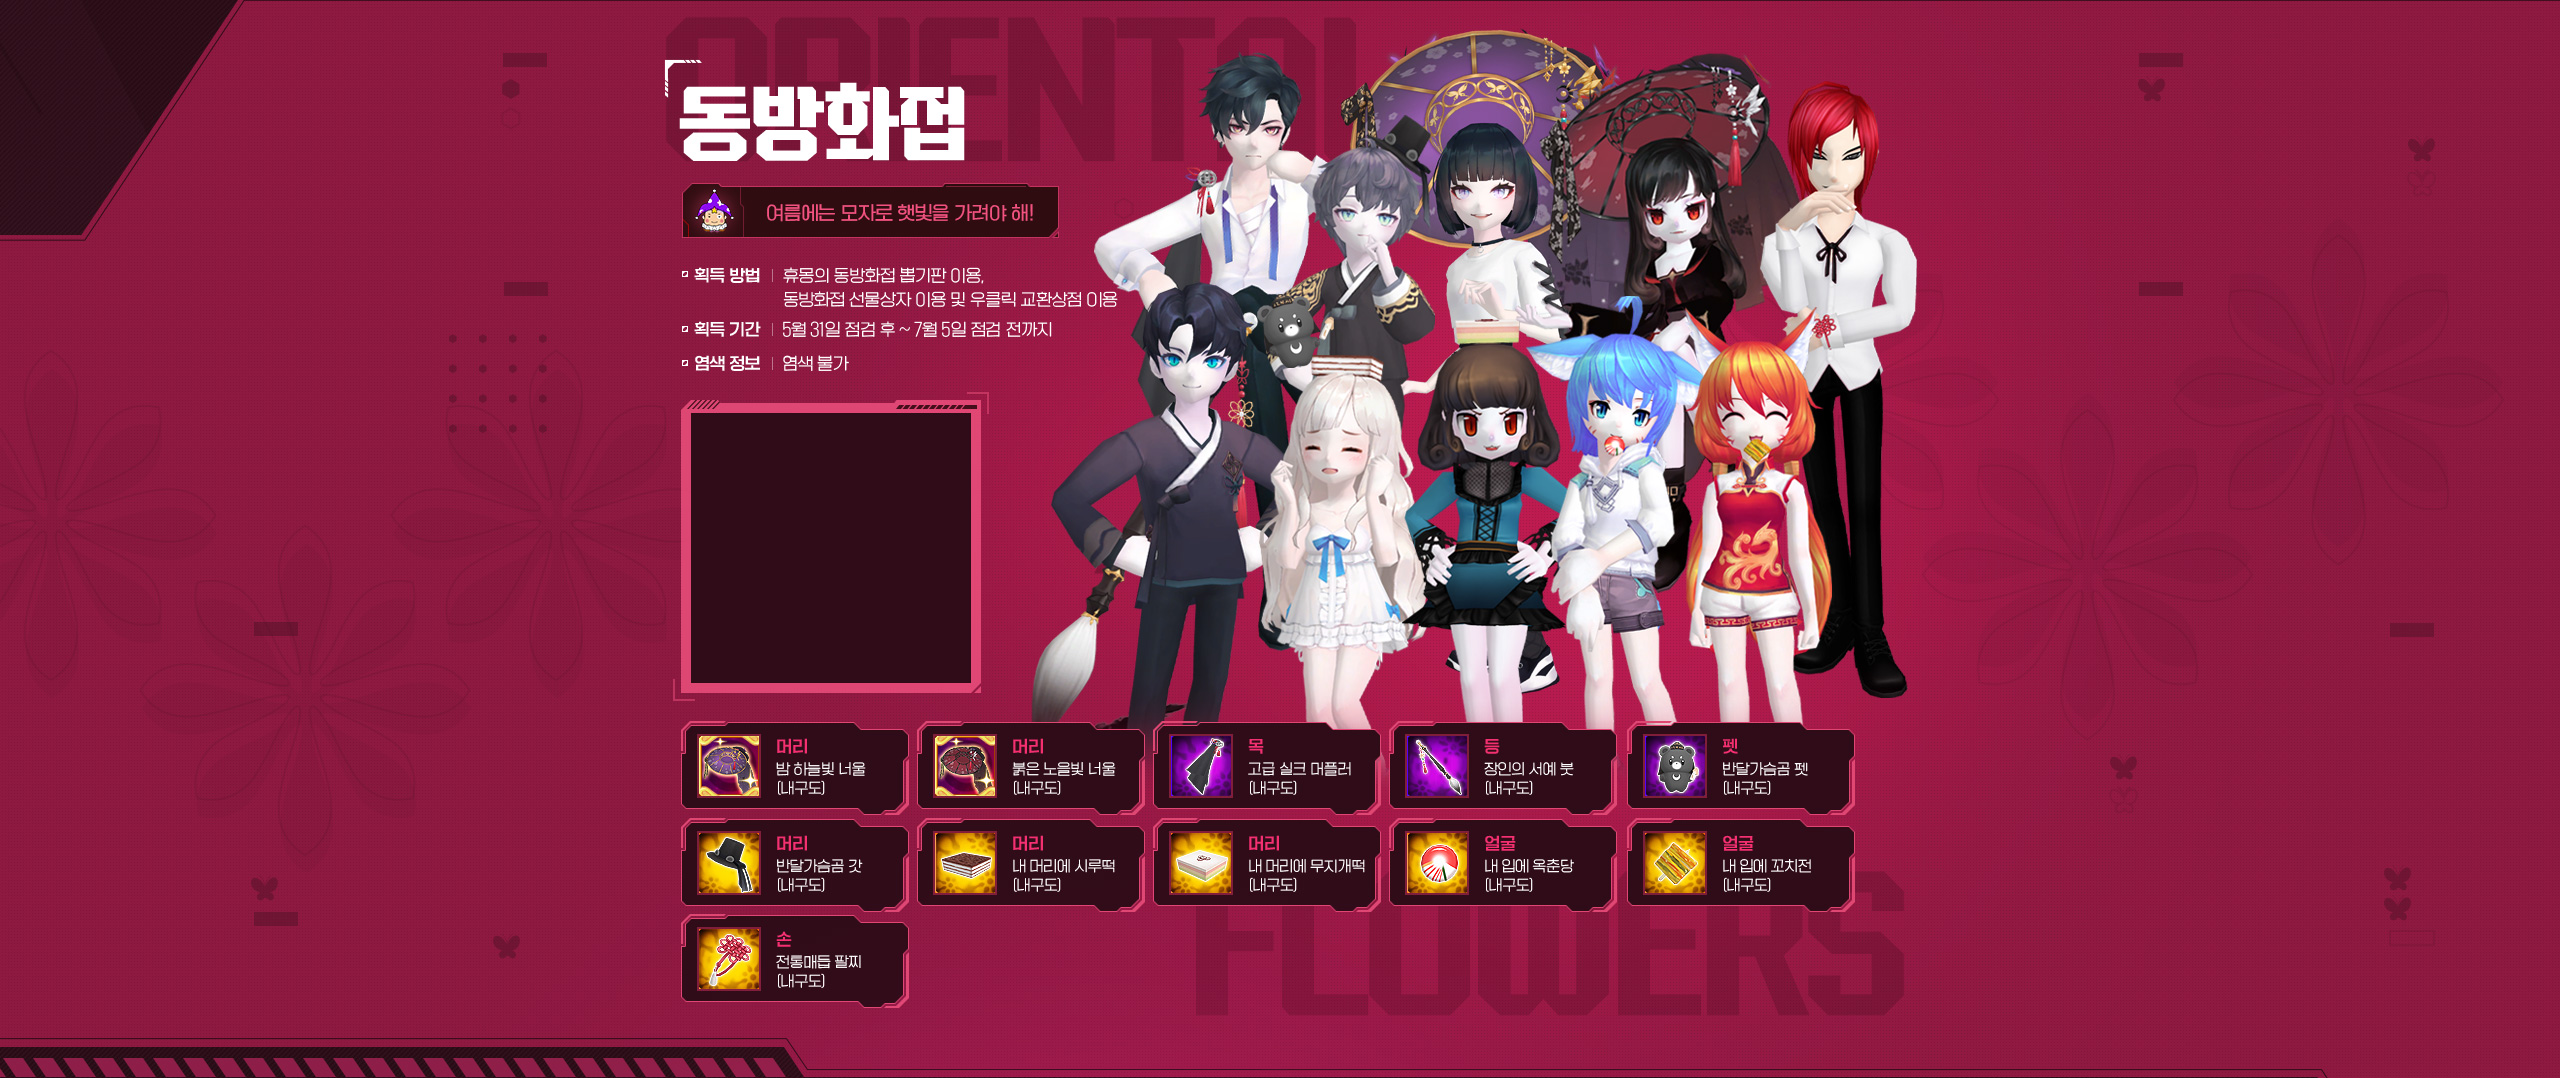 ORIENTAL
동방화접
여름에는 모자로 햇빛을 가려야 해!
획득 방법 | 휴몽의 동방화접 뽑기판 이용,
동방화접 선물상자 이용 및 우클릭 교환상점 이용
획득 기간 | 5월 31일 점검 후 ~ 7월 5일 점검 전까지
염색 정보 | 염색 불가
머리
밤 하늘빛 너울
(내구도)
머리
붉은 노을빛 너울
(내구도)
목
고급 실크 머플러
(내구도)
등
장인의 서예 붓
(내구도)
펫
반달가슴곰 펫
(내구도)
머리
반달가슴곰 갓
(내구도)
머리
내 머리에 시루떡
(내구도)
머리
내 머리에 무지개떡
(내구도)
얼굴
내 입에 옥춘당
(내구도)
얼굴
내 입에 꼬치전
(내구도)
손
전통매듭 팔찌
(내구도)
FLOWERS